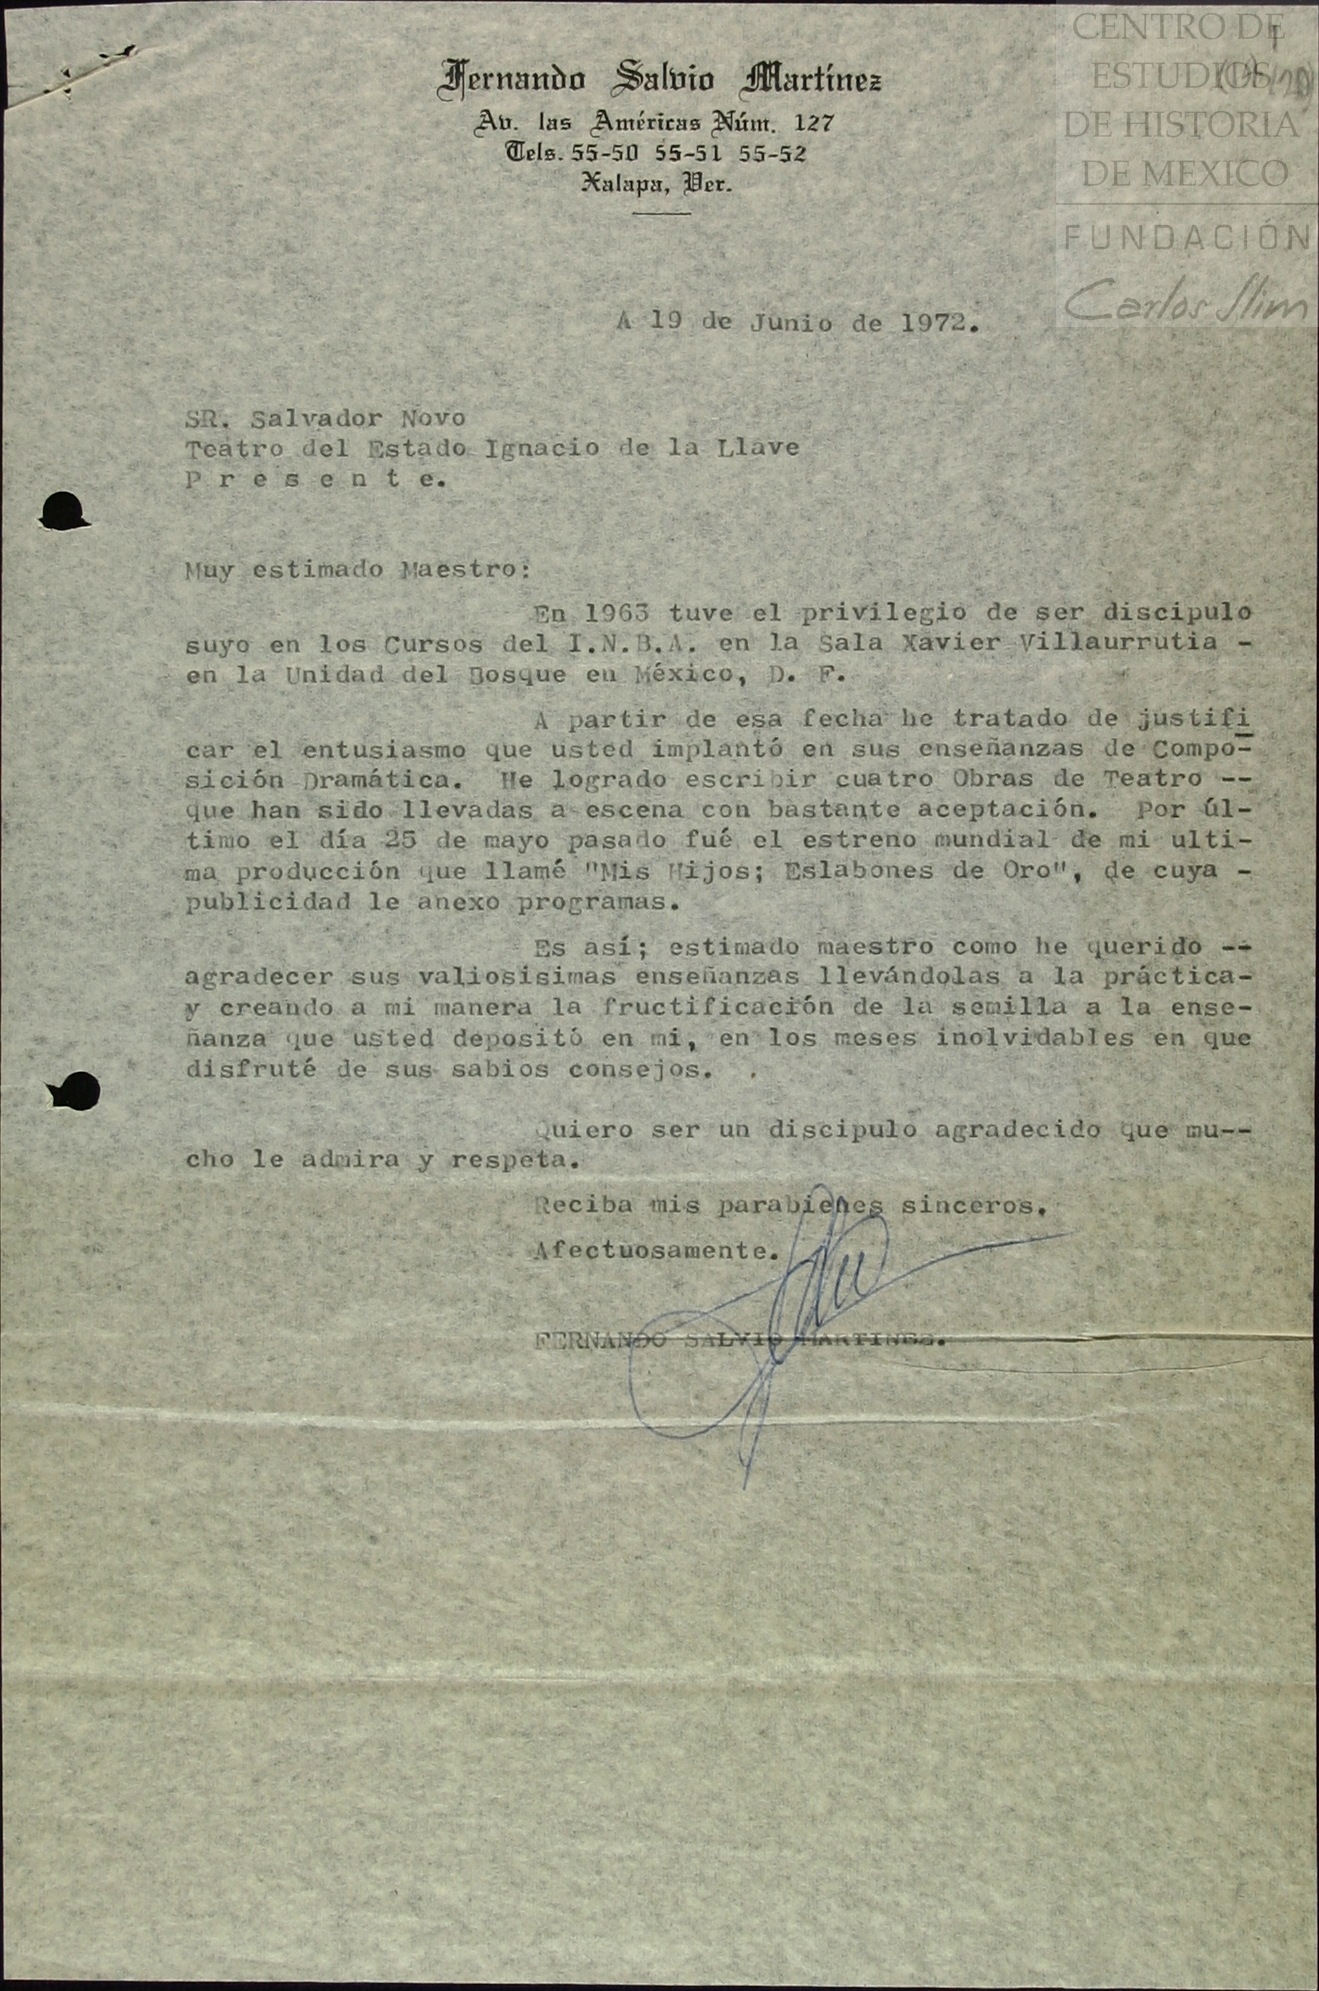 Fernando Salvio Martínez
Av. las Américas Núm. 127
Tels. 55-50 55-51 55-52
Xalapa, Ver.
CENTRO DE
ESTUDIOS
DE HISTORIA
DE MEXICO
FUNDACIÓN
Carlos Slim
A 19 de Junio de 1972.
SR. Salvador Novo
Teatro del Estado Ignacio de la Llave
P r e s e n t e.
Muy estimado Maestro:
En 1963 tuve el privilegio de ser discipulo
suyo en los Cursos del I.N.B.A. en la Sala Xavier Villaurrutia -
en la Unidad del Bosque en México, D. F.
A partir de esa fecha he tratado de justifi
car el entusiasmo que usted implantó en sus enseñanzas de Compo-
sición Dramática. He logrado escribir cuatro Obras de Teatro --
que han sido llevadas a escena con bastante aceptación. Por úl-
timo el día 25 de mayo pasado fué el estreno mundial de mi ulti-
ma producción que llamé "Mis Hijos; Eslabones de Oro", de cuya -
publicidad le anexo programas.
Es así; estimado maestro como he querido --
agradecer sus valiosisimas enseñanzas llevándolas a la práctica-
y creando a mi manera la fructificación de la semilla a la ense-
ñanza que usted depositó en mi, en los meses inolvidables en que
disfruté de sus sabios consejos. .
Quiero ser un discipulo agradecido que mu--
cho le admira y respeta.
Reciba mis parabienes sinceros.
Afectuosamente.
FERNANDO SALVIO MARTINEZ.